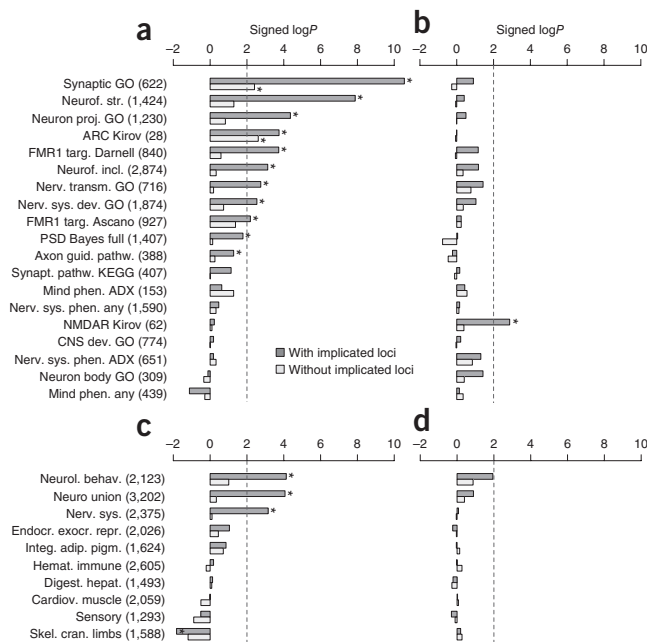 a
Signed logP
−2 0 2 4 6 8 10
b
Signed logP
−2 0 2 4 6 8 10
Synaptic GO (622) * *
Neurof. str. (1,424) *
Neuron proj. GO (1,230) *
ARC Kirov (28) * *
FMR1 targ. Darnell (840) *
Neurof. incl. (2,874) *
Nerv. transm. GO (716) *
Nerv. sys. dev. GO (1,874) *
FMR1 targ. Ascano (927) *
PSD Bayes full (1,407) *
Axon guid. pathw. (388) *
Synapt. pathw. KEGG (407)
Mind phen. ADX (153)
Nerv. sys. phen. any (1,590)
NMDAR Kirov (62) *
CNS dev. GO (774)
Nerv. sys. phen. ADX (651)
Neuron body GO (309)
Mind phen. any (439)
With implicated loci
Without implicated loci
c
−2 0 2 4 6 8 10
d
−2 0 2 4 6 8 10
Neurol. behav. (2,123) *
Neuro union (3,202) *
Nerv. sys. (2,375) *
Endocr. exocr. repr. (2,026)
Integ. adip. pigm. (1,624)
Hemat. immune (2,605)
Digest. hepat. (1,493)
Cardiov. muscle (2,059)
Sensory (1,293)
Skel. cran. limbs (1,588) *